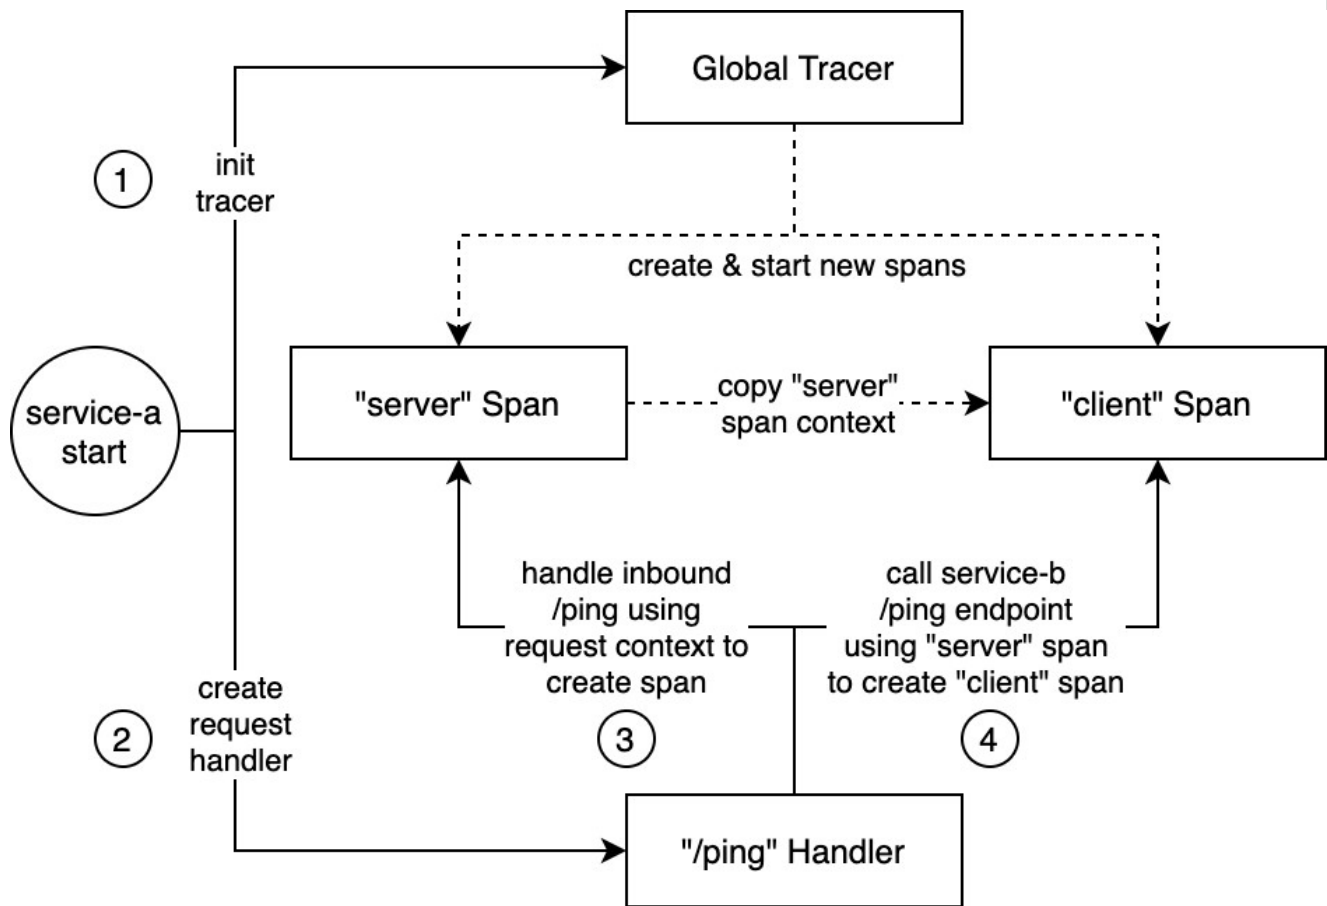 Global Tracer
1
init
tracer
create & start new spans
service-a
start
"server" Span
copy "server"
span context
"client" Span
handle inbound
/ping using
request context to
create span
3
call service-b
/ping endpoint
using "server" span
to create "client" span
4
2
create
request
handler
"/ping" Handler